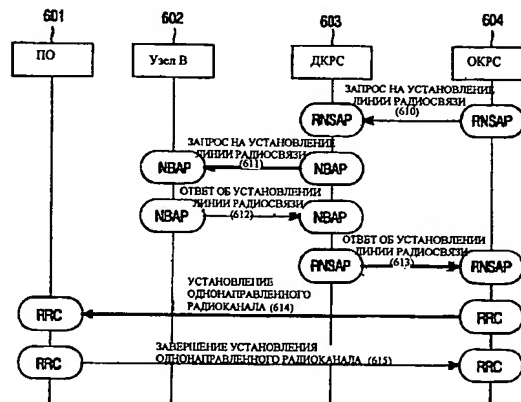 601 602 603 604
ПО Узел В ДКРС ОКРС
ЗАПРОС НА УСТАНОВЛЕНИЕ
ЛИНИИ РАДИОСВЯЗИ
(610)
RNSAP RNSAP
ЗАПРОС НА УСТАНОВЛЕНИЕ
ЛИНИИ РАДИОСВЯЗИ
(611)
NBAP NBAP
ОТВЕТ ОБ УСТАНОВЛЕНИИ
ЛИНИИ РАДИОСВЯЗИ
(612)
NBAP NBAP
ОТВЕТ ОБ УСТАНОВЛЕНИИ
ЛИНИИ РАДИОСВЯЗИ
(613)
RNSAP RNSAP
УСТАНОВЛЕНИЕ
ОДНОНАПРАВЛЕННОГО
РАДИОКАНАЛА (614)
RRC RRC
ЗАВЕРШЕНИЕ УСТАНОВЛЕНИЯ
ОДНОНАПРАВЛЕННОГО РАДИОКАНАЛА (615)
RRC RRC